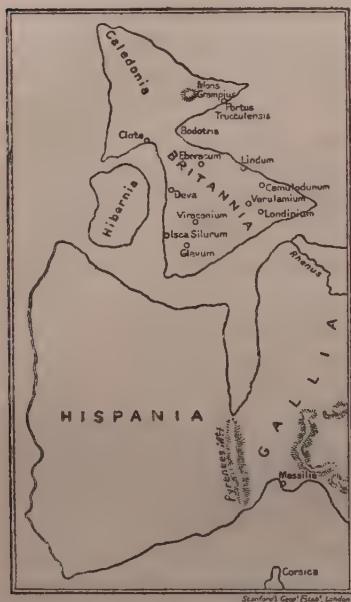 Caledonia
Mons
Grampius
Portus
Trucculensis
Bodotria
Clota
Eboracum
Lindum
BRITANNIA
Camulodunum
Deva
Verulamium
Viroconium
Londinium
Hibernia
Isca Silurum
Glevum
Rhenus
HISPANIA
GALLIA
Pyrenees Mts
Massilia
Corsica
Stanford's Geog! Estab!, London